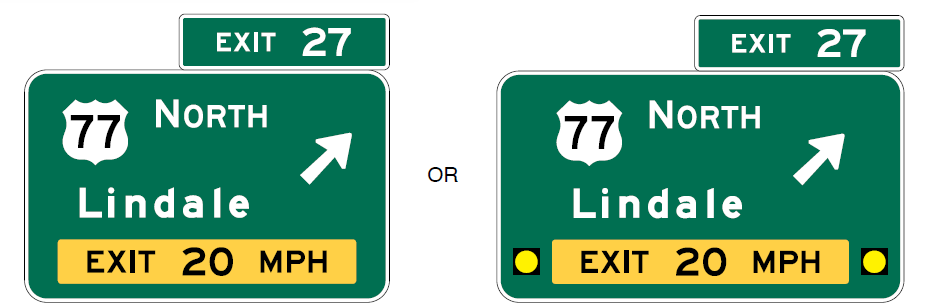 EXIT 27
77 NORTH
Lindale
EXIT 20 MPH
OR
EXIT 27
77 NORTH
Lindale
EXIT 20 MPH